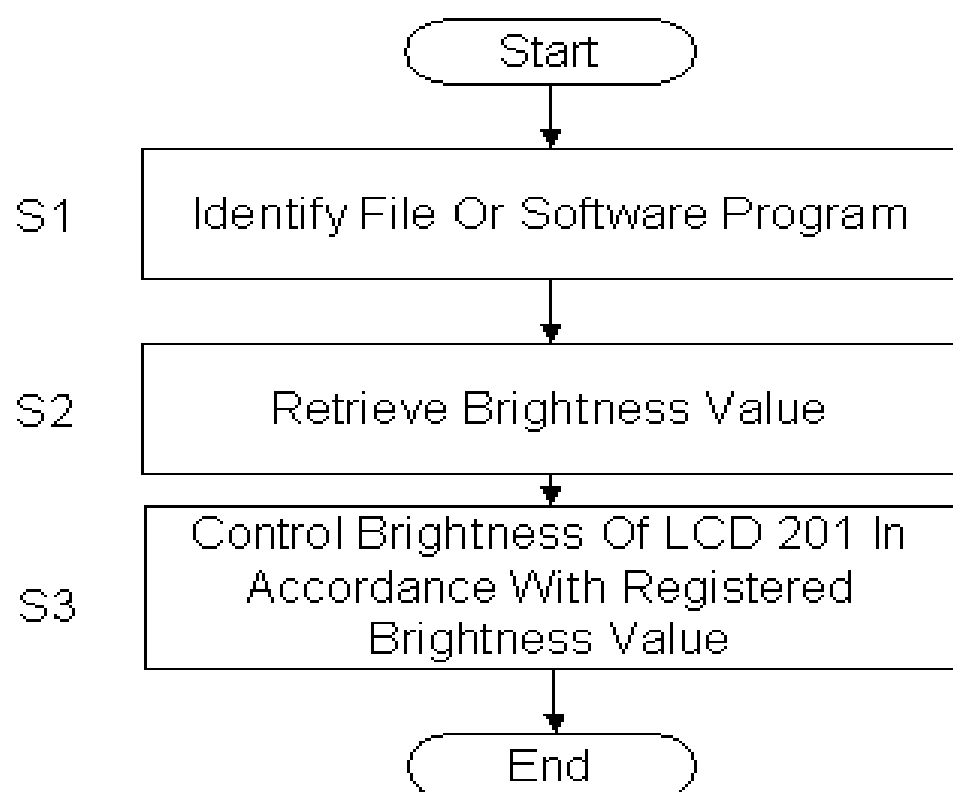 Start
S1
Identify File Or Software Program
S2
Retrieve Brightness Value
S3
Control Brightness Of LCD 201 In
Accordance With Registered
Brightness Value
End